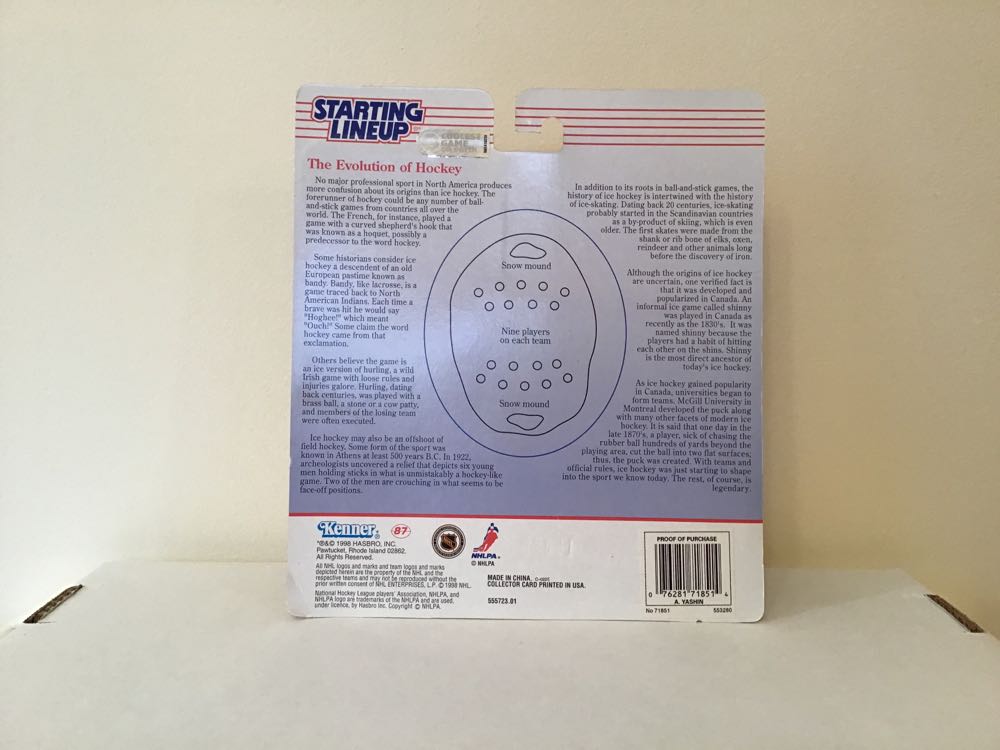 STARTING
LINEUP
COOLEST
GAME
The Evolution of Hockey
No major professional sport in North America produces
more confusion about its origins than ice hockey. The
forerunner of hockey could be any number of ball-
and-stick games from countries all over the
world. The French, for instance, played a
game with a curved shepherd's hook that
was known as a hoquet, possibly a
predecessor to the word hockey.
Some historians consider ice
hockey a descendent of an old
European pastime known as
bandy. Bandy, like lacrosse, is a
game traced back to North
American Indians. Each time a
brave was hit he would say
"Hoghee!" which meant
"Ouch!" Some claim the word
hockey came from that
exclamation.
Others believe the game is
an ice version of hurling, a wild
Irish game with loose rules and
injuries galore. Hurling, dating
back centuries, was played with a
brass ball, a stone or a cow patty,
and members of the losing team
were often executed.
Ice hockey may also be an offshoot of
field hockey. Some form of the sport was
known in Athens at least 500 years B.C. In 1922,
archeologists uncovered a relief that depicts six young
men holding sticks in what is unmistakably a hockey-like
game. Two of the men are crouching in what seems to be
face-off positions.
Snow mound
Nine players
on each team
Snow mound
In addition to its roots in ball-and-stick games, the
history of ice hockey is intertwined with the history
of ice-skating. Dating back 20 centuries, ice-skating
probably started in the Scandinavian countries
as a by-product of skiing, which is even
older. The first skates were made from the
shank or rib bone of elks, oxen,
reindeer and other animals long
before the discovery of iron.
Although the origins of ice hockey
are uncertain, one verified fact is
that it was developed and
popularized in Canada. An
informal ice game called shinny
was played in Canada as
recently as the 1830's. It was
named shinny because the
players had a habit of hitting
each other on the shins. Shinny
is the most direct ancestor of
today's ice hockey.
As ice hockey gained popularity
in Canada, universities began to
form teams. McGill University in
Montreal developed the puck along
with many other facets of modern ice
hockey. It is said that one day in the
late 1870's, a player, sick of chasing the
rubber ball hundreds of yards beyond the
playing area, cut the ball into two flat surfaces;
thus, the puck was created. With teams and
official rules, ice hockey was just starting to shape
into the sport we know today. The rest, of course, is
legendary.
Kenner®
87
*®&© 1998 HASBRO, INC.
Pawtucket, Rhode Island 02862.
All Rights Reserved.
All NHL logos and marks and team logos and marks
depicted herein are the property of the NHL and the
respective teams and may not be reproduced without the
prior written consent of NHL ENTERPRISES, L.P. © 1998 NHL.
National Hockey League players' Association, NHLPA, and
NHLPA logo are trademarks of the NHLPA and are used,
under licence, by Hasbro Inc. Copyright © NHLPA.
NHLPA
© NHLPA
MADE IN CHINA.
COLLECTOR CARD PRINTED IN USA.
555723.01
PROOF OF PURCHASE
0 76281 71851 4
A. YASHIN
No 71851 553280